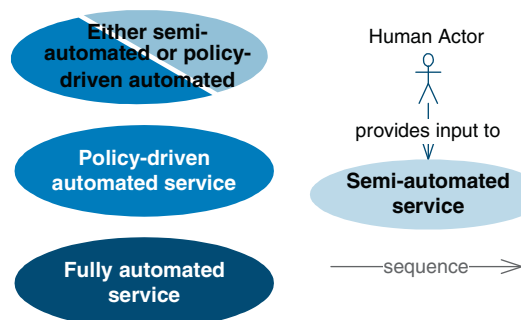 Either semi-
automated or policy-
driven automated
Human Actor
provides input to
Policy-driven
automated service
Semi-automated
service
Fully automated
service
sequence